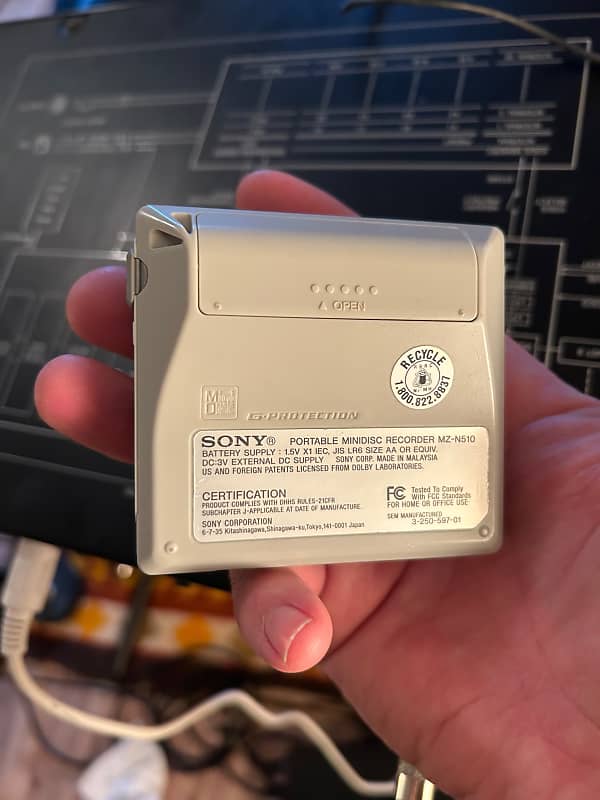 ▲ OPEN
RECYCLE
1.800.822.8837
G-PROTECTION
SONY® PORTABLE MINIDISC RECORDER MZ-N510
BATTERY SUPPLY : 1.5V X1 IEC, JIS LR6 SIZE AA OR EQUIV.
DC:3V EXTERNAL DC SUPPLY SONY CORP. MADE IN MALAYSIA
US AND FOREIGN PATENTS LICENSED FROM DOLBY LABORATORIES.
CERTIFICATION
PRODUCT COMPLIES WITH DHHS RULES-21CFR
SUBCHAPTER J-APPLICABLE AT DATE OF MANUFACTURE.
SONY CORPORATION
6-7-35 Kitashinagawa,Shinagawa-ku,Tokyo,141-0001 Japan
FC Tested To Comply
With FCC Standards
FOR HOME OR OFFICE USE
SEM MANUFACTURED
3-250-597-01